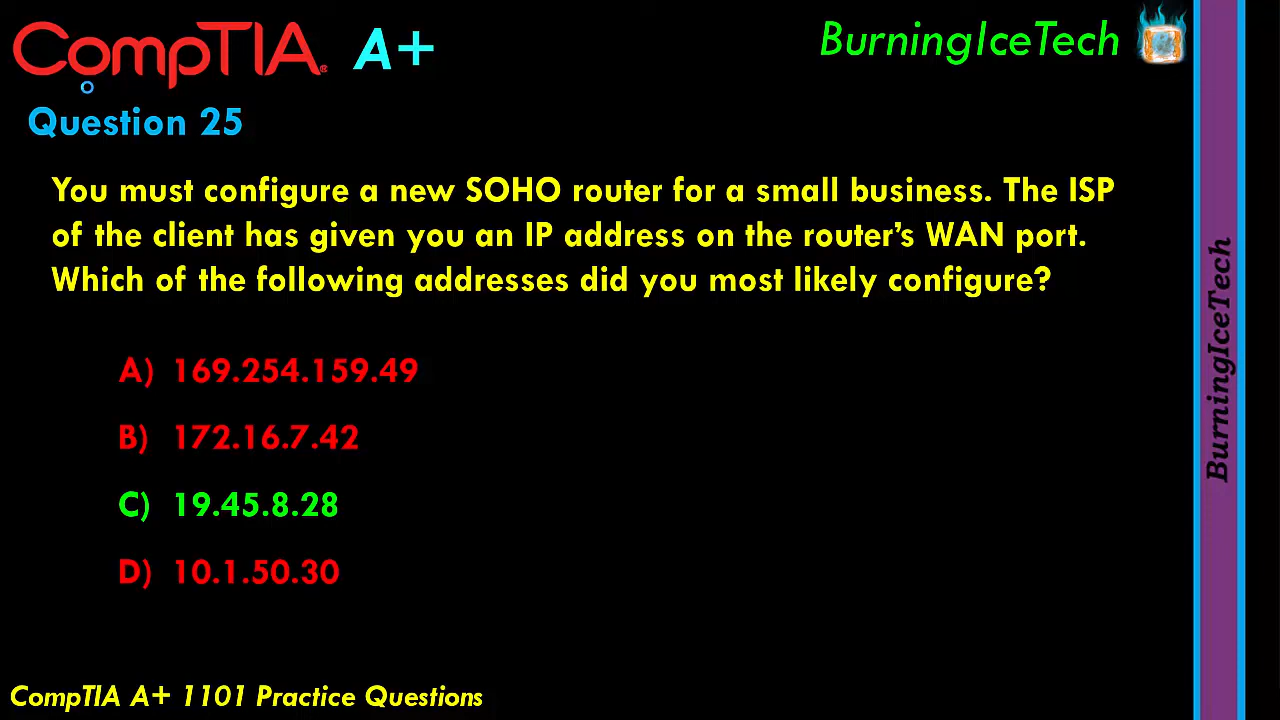 CompTIA® A+
BurningIceTech
Question 25
You must configure a new SOHO router for a small business. The ISP
of the client has given you an IP address on the router's WAN port.
Which of the following addresses did you most likely configure?
A) 169.254.159.49
B) 172.16.7.42
C) 19.45.8.28
D) 10.1.50.30
CompTIA A+ 1101 Practice Questions
BurningIceTech